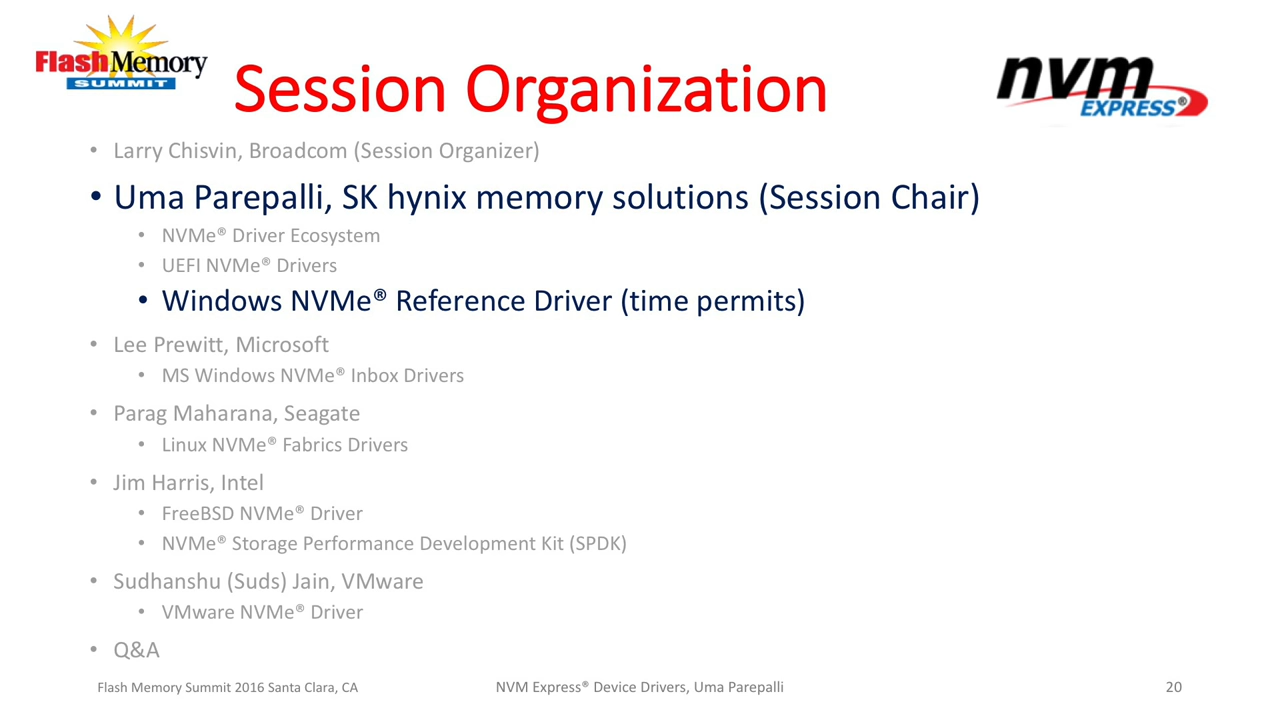 Flash Memory
SUMMIT
Session Organization
nvm
EXPRESS®
• Larry Chisvin, Broadcom (Session Organizer)
• Uma Parepalli, SK hynix memory solutions (Session Chair)
• NVMe® Driver Ecosystem
• UEFI NVMe® Drivers
• Windows NVMe® Reference Driver (time permits)
• Lee Prewitt, Microsoft
• MS Windows NVMe® Inbox Drivers
• Parag Maharana, Seagate
• Linux NVMe® Fabrics Drivers
• Jim Harris, Intel
• FreeBSD NVMe® Driver
• NVMe® Storage Performance Development Kit (SPDK)
• Sudhanshu (Suds) Jain, VMware
• VMware NVMe® Driver
• Q&A
Flash Memory Summit 2016 Santa Clara, CA
NVM Express® Device Drivers, Uma Parepalli
20